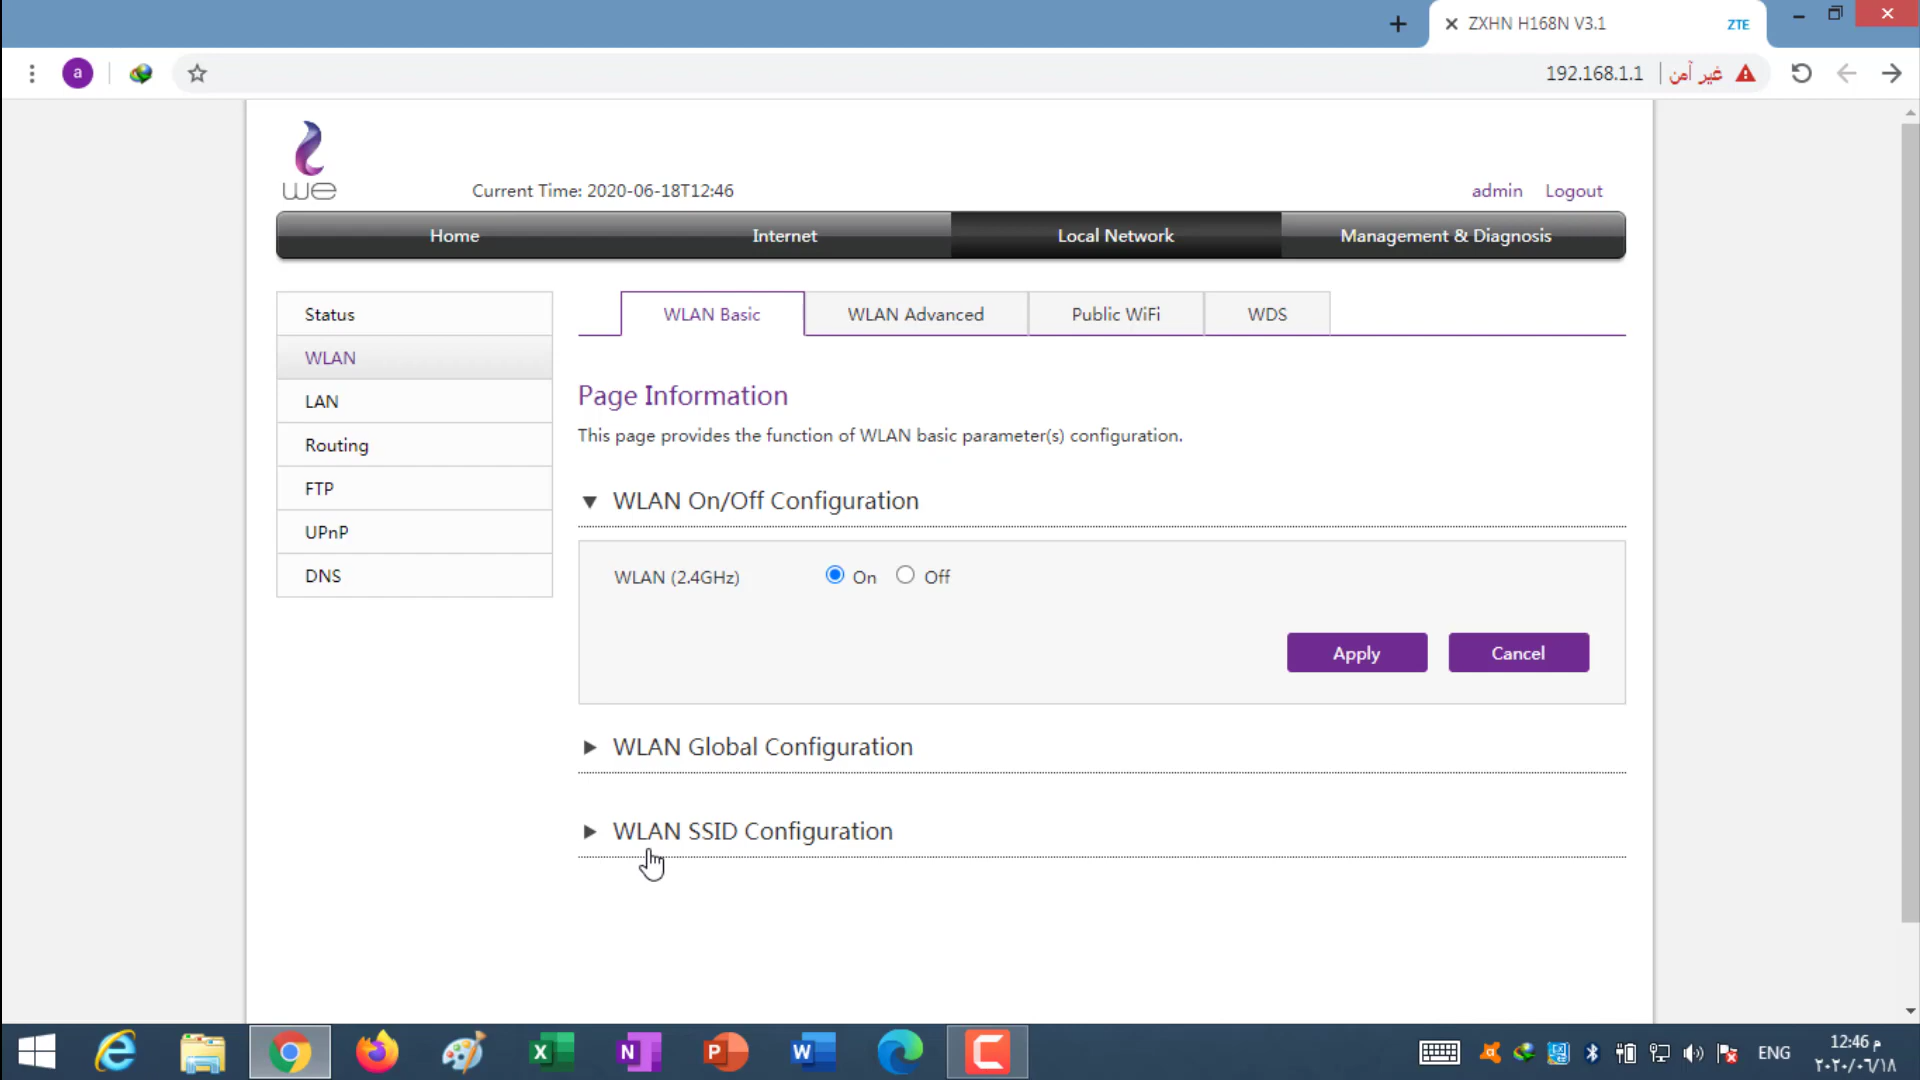 ZXHN H168N V3.1
ZTE
a
192.168.1.1
غير آمن
we
Current Time: 2020-06-18T12:46
admin
Logout
Home
Internet
Local Network
Management & Diagnosis
Status
WLAN
LAN
Routing
FTP
UPnP
DNS
WLAN Basic
WLAN Advanced
Public WiFi
WDS
Page Information
This page provides the function of WLAN basic parameter(s) configuration.
WLAN On/Off Configuration
WLAN (2.4GHz)
On
Off
Apply
Cancel
WLAN Global Configuration
WLAN SSID Configuration
ENG
12:46 م
٢٠٢٠/٠٦/١٨